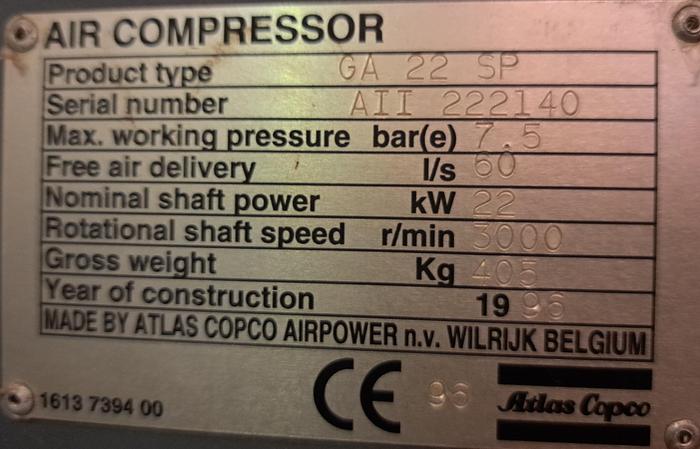 AIR COMPRESSOR
Product type GA 22 SP
Serial number AII 222140
Max. working pressure bar(e) 7.5
Free air delivery l/s 60
Nominal shaft power kW 22
Rotational shaft speed r/min 3000
Gross weight Kg 405
Year of construction 19 96
MADE BY ATLAS COPCO AIRPOWER n.v. WILRIJK BELGIUM
1613 7394 00 CE 96 Atlas Copco